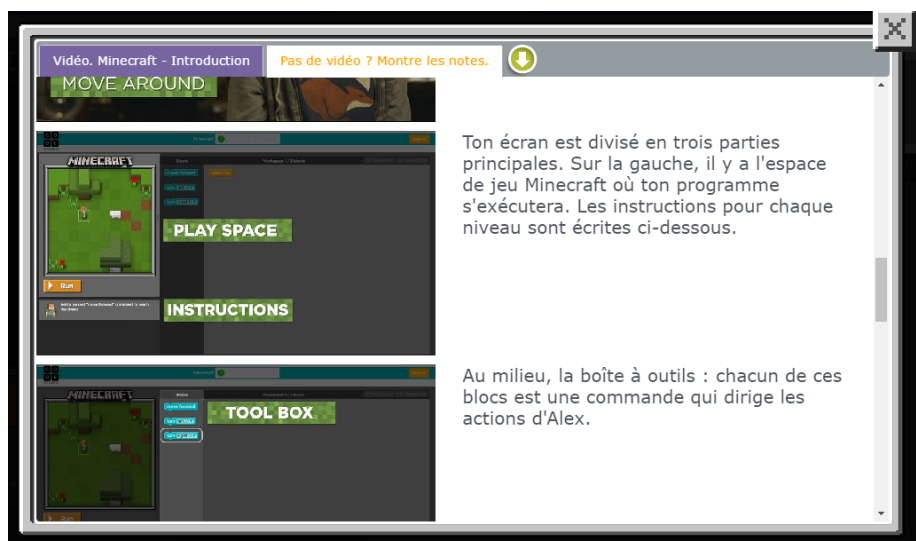 Vidéo. Minecraft - Introduction
Pas de vidéo ? Montre les notes.
MOVE AROUND
MINECRAFT
PLAY SPACE
Run
INSTRUCTIONS
Ton écran est divisé en trois parties
principales. Sur la gauche, il y a l'espace
de jeu Minecraft où ton programme
s'exécutera. Les instructions pour chaque
niveau sont écrites ci-dessous.
MINECRAFT
TOOL BOX
Run
Au milieu, la boîte à outils : chacun de ces
blocs est une commande qui dirige les
actions d'Alex.